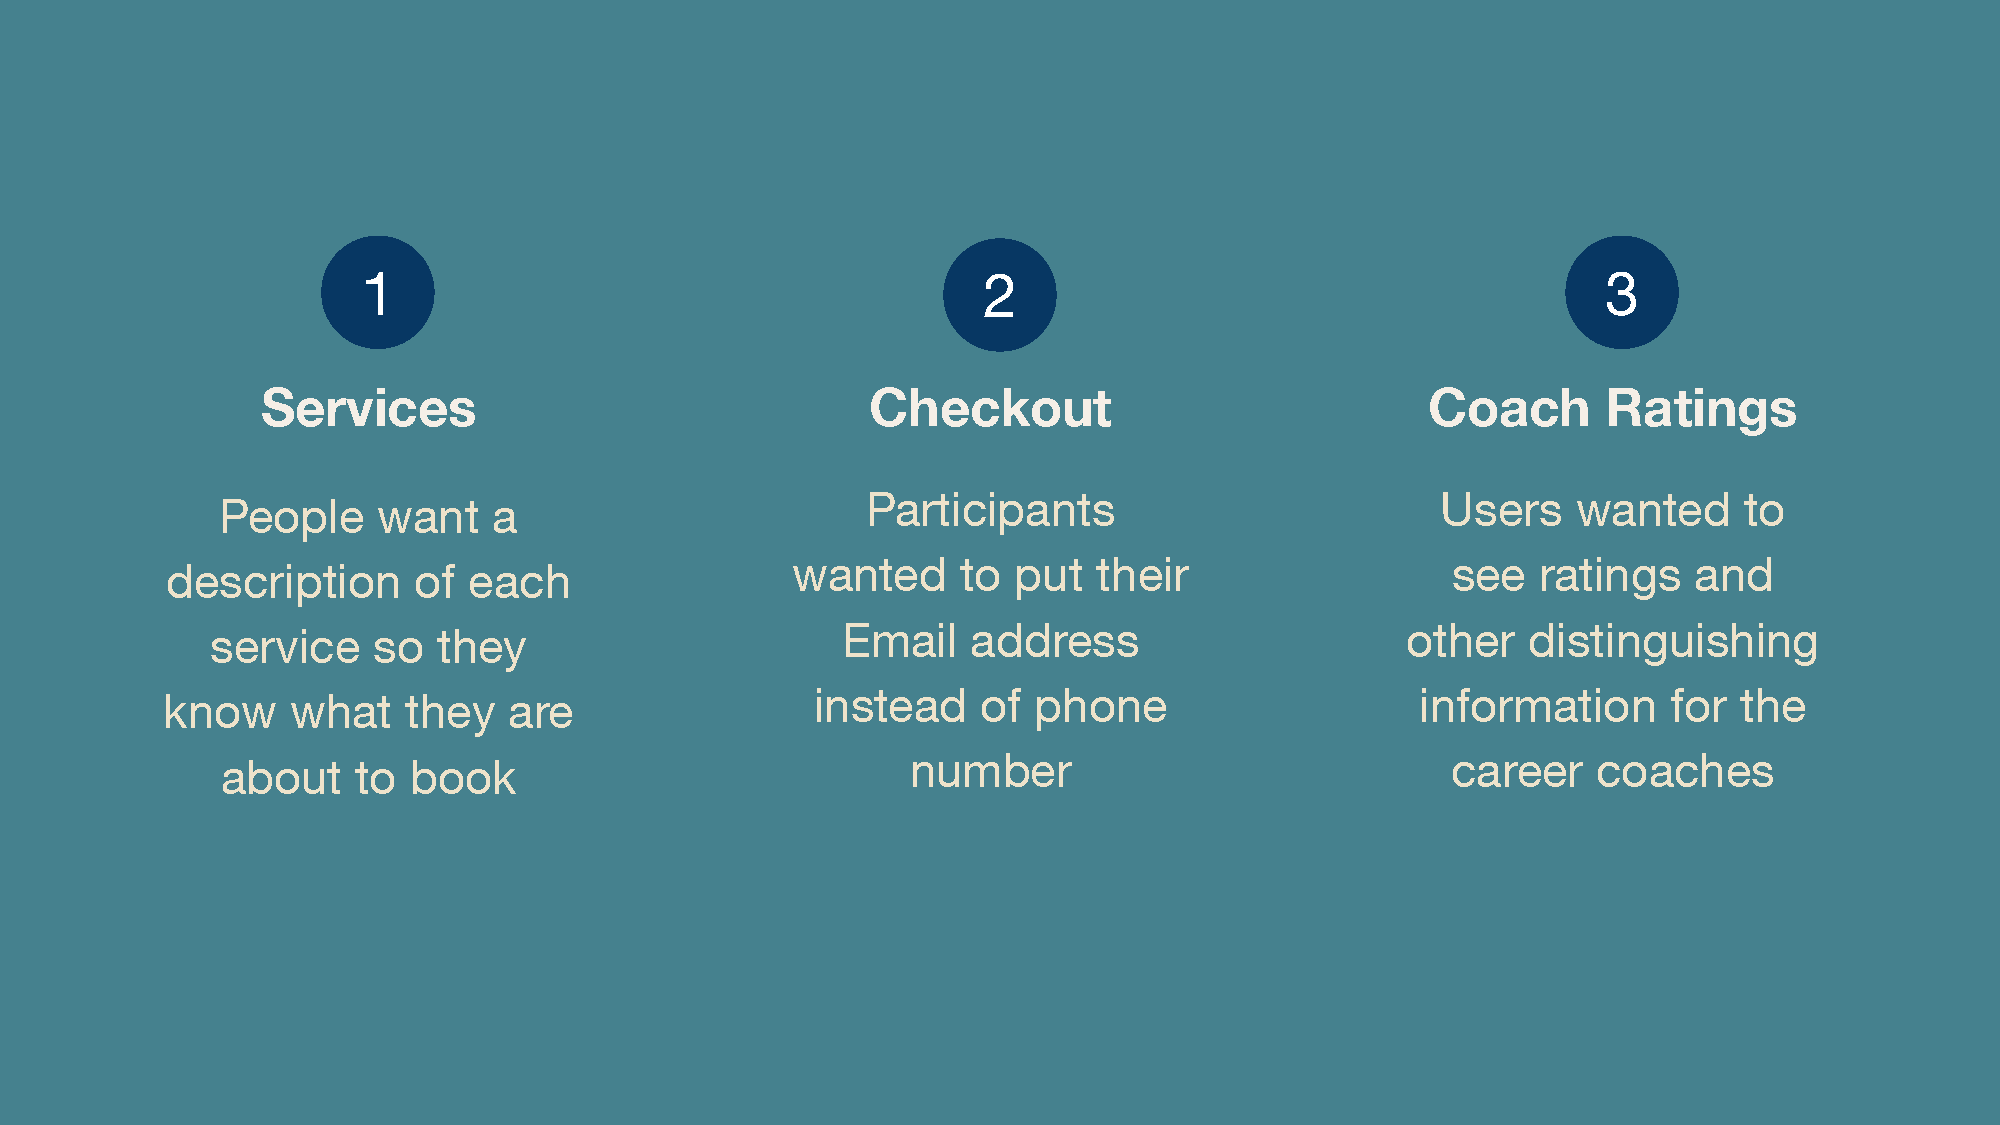 1
Services
People want a
description of each
service so they
know what they are
about to book
2
Checkout
Participants
wanted to put their
Email address
instead of phone
number
3
Coach Ratings
Users wanted to
see ratings and
other distinguishing
information for the
career coaches